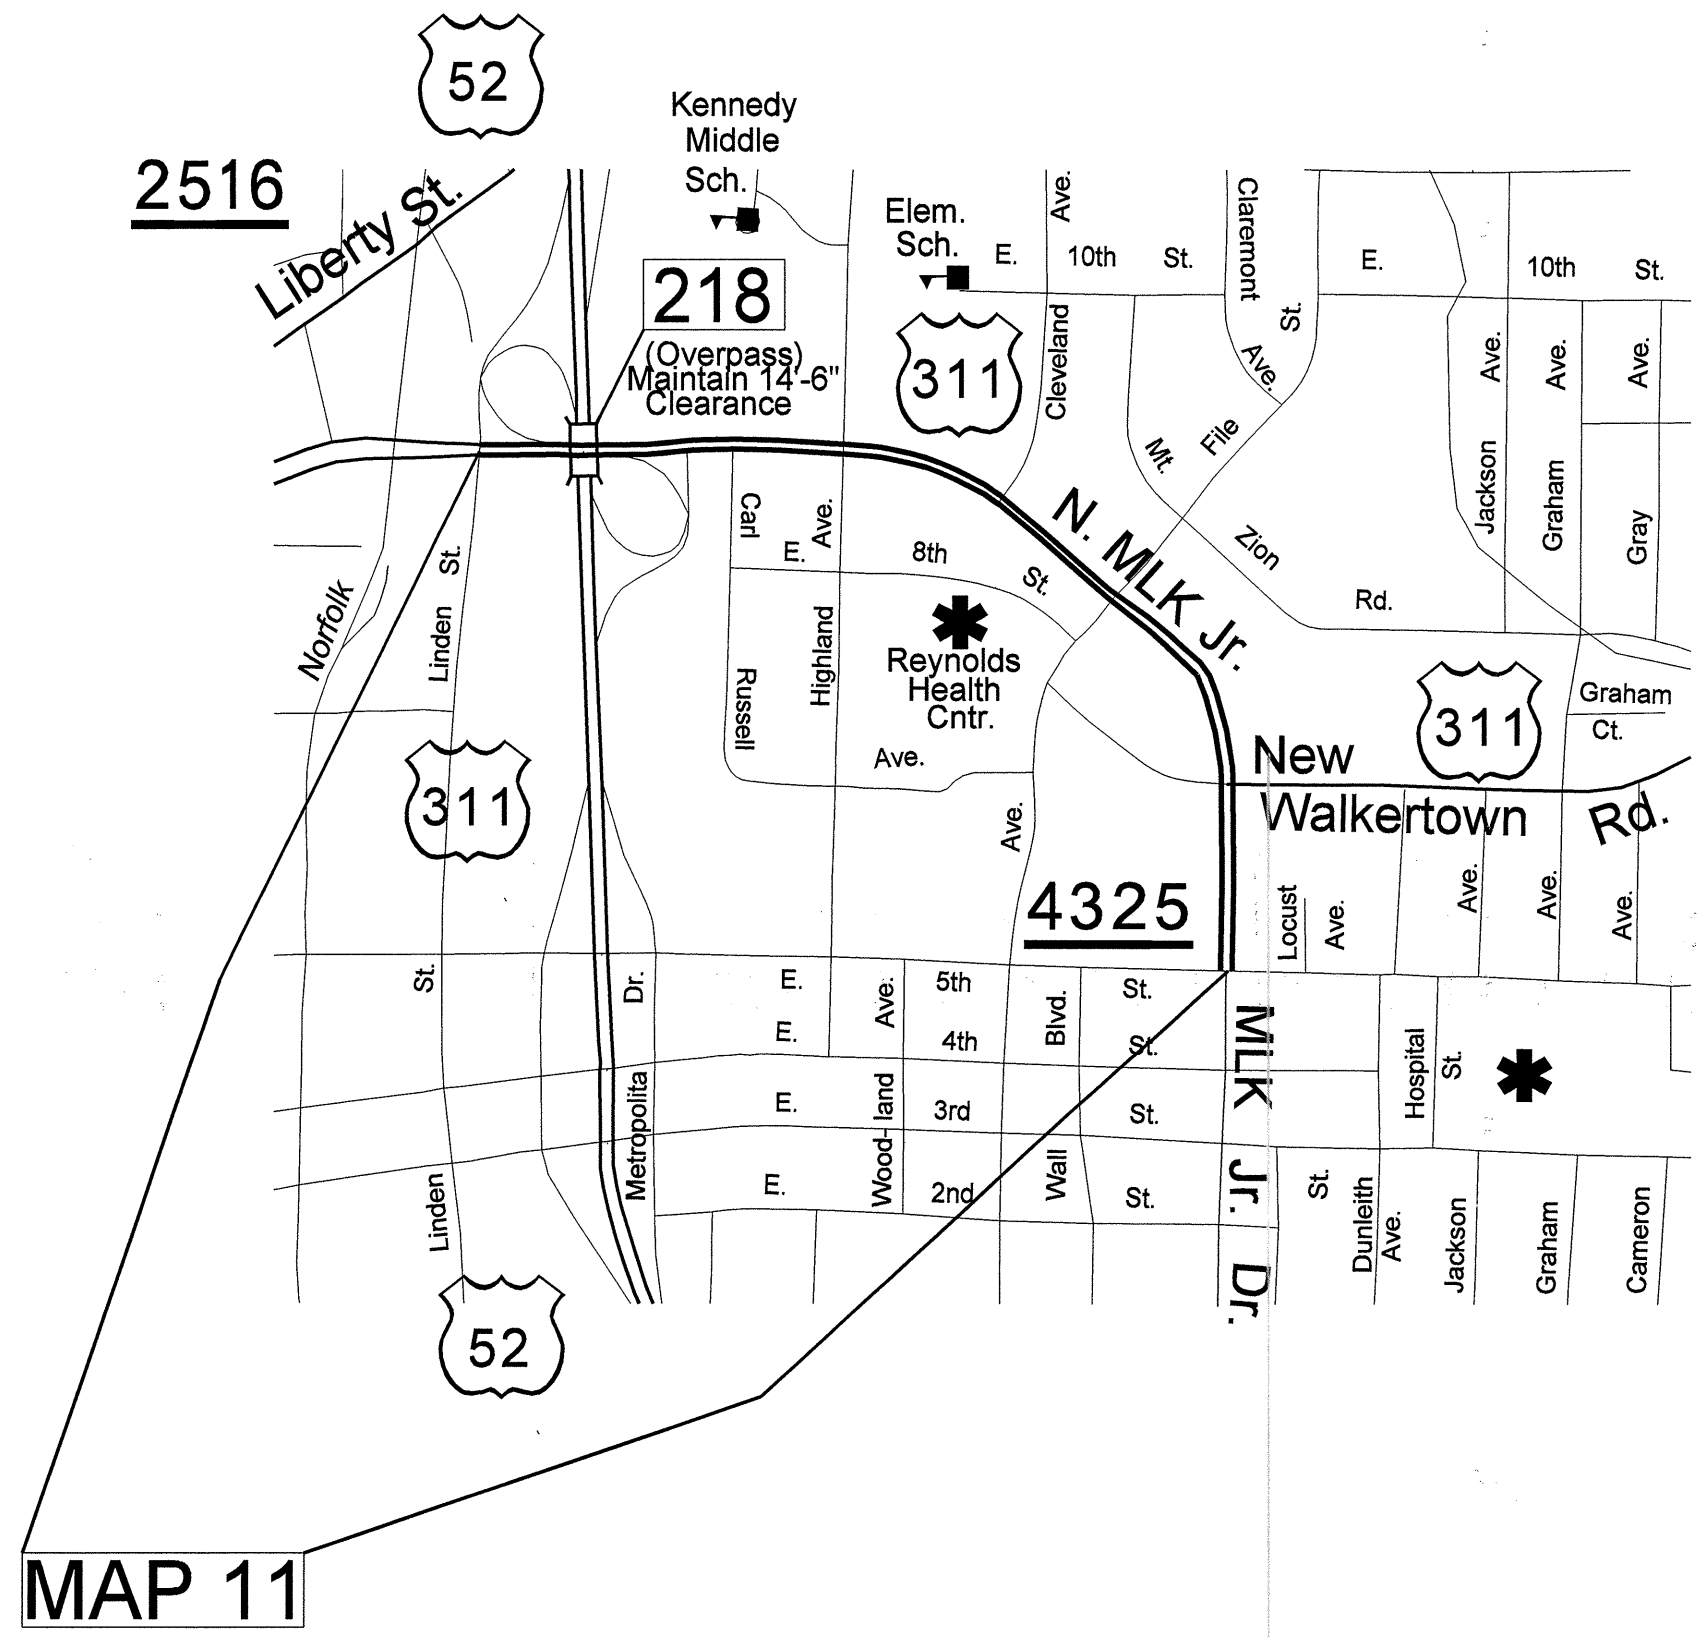 52
Kennedy
Middle
Sch.
2516
Liberty St.
Elem.
Sch.
Ave.
Claremont
Ave.
E. 10th St.
E. 10th St.
St.
218
(Overpass)
Maintain 14'-6"
Clearance
311
Cleveland
Mt. Zion Rd.
File
Jackson Ave.
Graham Ave.
Gray Ave.
N. MLK Jr.
Carl
Russell
Ave.
Highland Ave.
E. 8th St.
Norfolk
Linden St.
Reynolds
Health
Cntr.
311
Graham
Ct.
311
New
Walkertown Rd.
Ave.
4325
Locust
Ave.
Ave.
Ave.
Ave.
St.
Dr.
E. 5th St.
Ave.
Blvd.
E. 4th St.
MLK Jr. Dr.
Hospital
St.
Metropolita
E. 3rd St.
Wood-land
Wall
E. 2nd St.
Linden
St.
Dunleith
Ave.
Jackson
Graham
Cameron
52
MAP 11